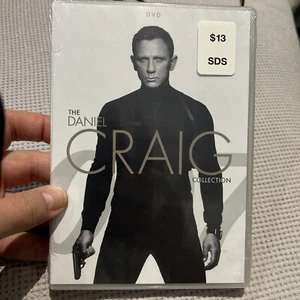 DVD
$13
SDS
THE
DANIEL
CRAIG
COLLECTION